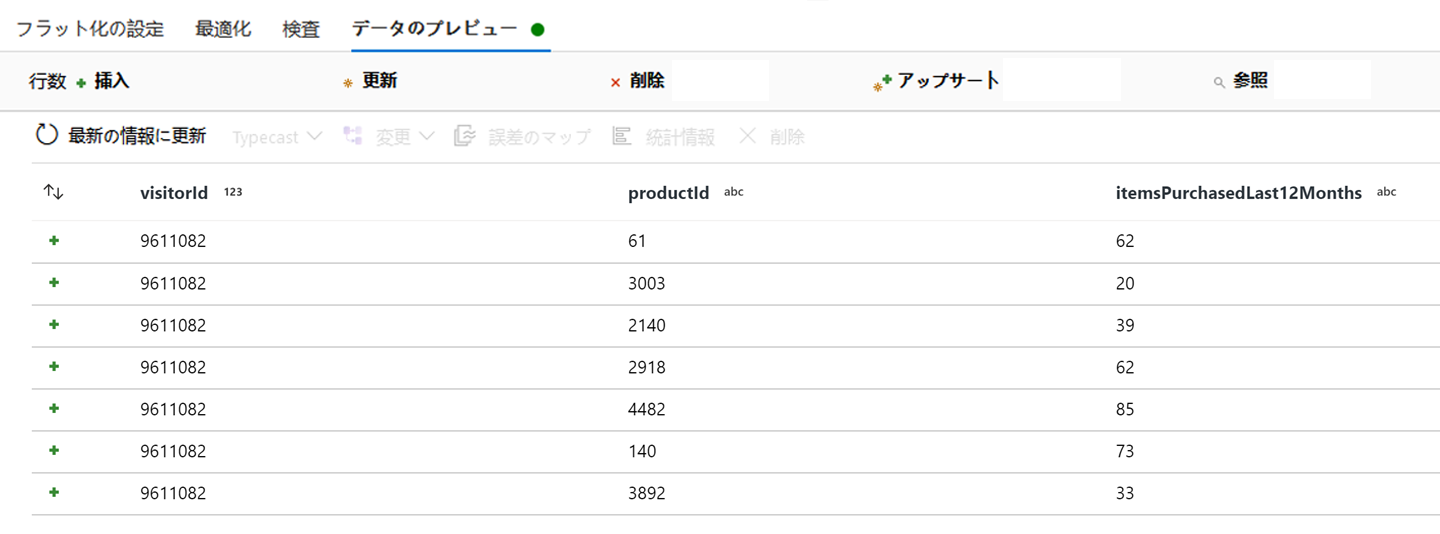 フラット化の設定 最適化 検査 データのプレビュー
行数 挿入 更新 削除 アップサート 参照
最新の情報に更新 Typecast 変更 誤差のマップ 統計情報 削除
visitorId 123 productId abc itemsPurchasedLast12Months abc
9611082 61 62
9611082 3003 20
9611082 2140 39
9611082 2918 62
9611082 4482 85
9611082 140 73
9611082 3892 33